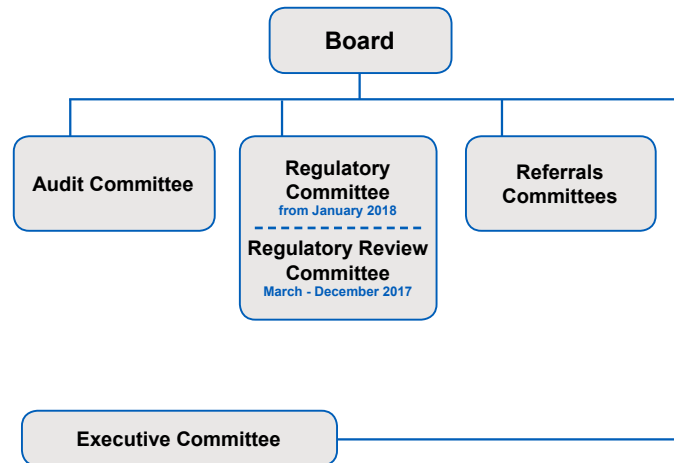 Board
Audit Committee
Regulatory
Committee
from January 2018
Regulatory Review
Committee
March - December 2017
Referrals
Committees
Executive Committee